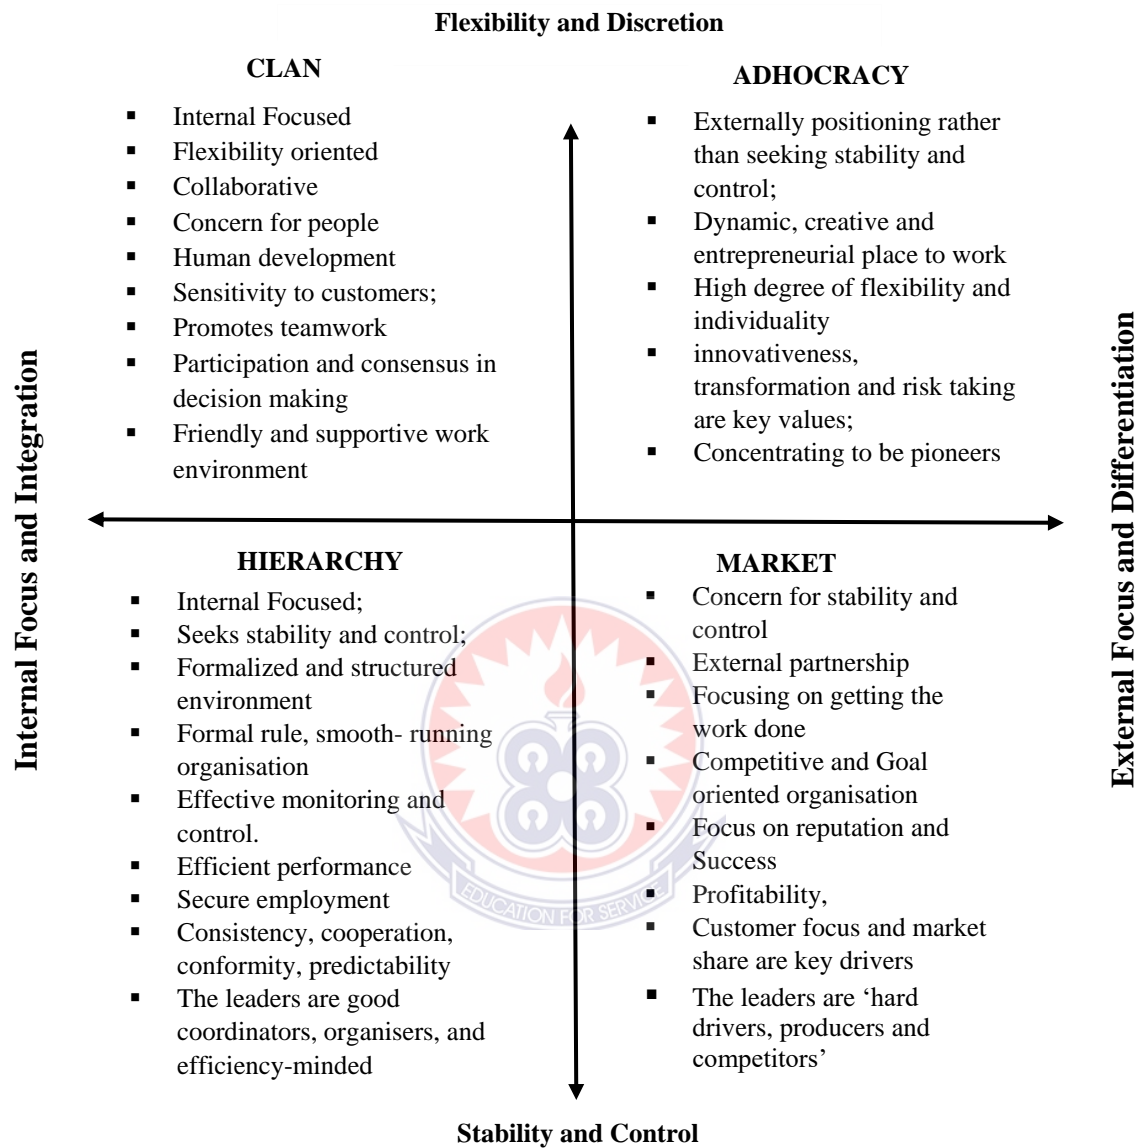 Flexibility and Discretion
CLAN
▪ Internal Focused
▪ Flexibility oriented
▪ Collaborative
▪ Concern for people
▪ Human development
▪ Sensitivity to customers;
▪ Promotes teamwork
▪ Participation and consensus in
decision making
▪ Friendly and supportive work
environment
ADHOCRACY
▪ Externally positioning rather
than seeking stability and
control;
▪ Dynamic, creative and
entrepreneurial place to work
▪ High degree of flexibility and
individuality
▪ innovativeness,
transformation and risk taking
are key values;
▪ Concentrating to be pioneers
Internal Focus and Integration
External Focus and Differentiation
HIERARCHY
▪ Internal Focused;
▪ Seeks stability and control;
▪ Formalized and structured
environment
▪ Formal rule, smooth- running
organisation
▪ Effective monitoring and
control.
▪ Efficient performance
▪ Secure employment
▪ Consistency, cooperation,
conformity, predictability
▪ The leaders are good
coordinators, organisers, and
efficiency-minded
MARKET
▪ Concern for stability and
control
▪ External partnership
▪ Focusing on getting the
work done
▪ Competitive and Goal
oriented organisation
▪ Focus on reputation and
Success
▪ Profitability,
▪ Customer focus and market
share are key drivers
▪ The leaders are ‘hard
drivers, producers and
competitors’
EDUCATION FOR SERVICE
Stability and Control